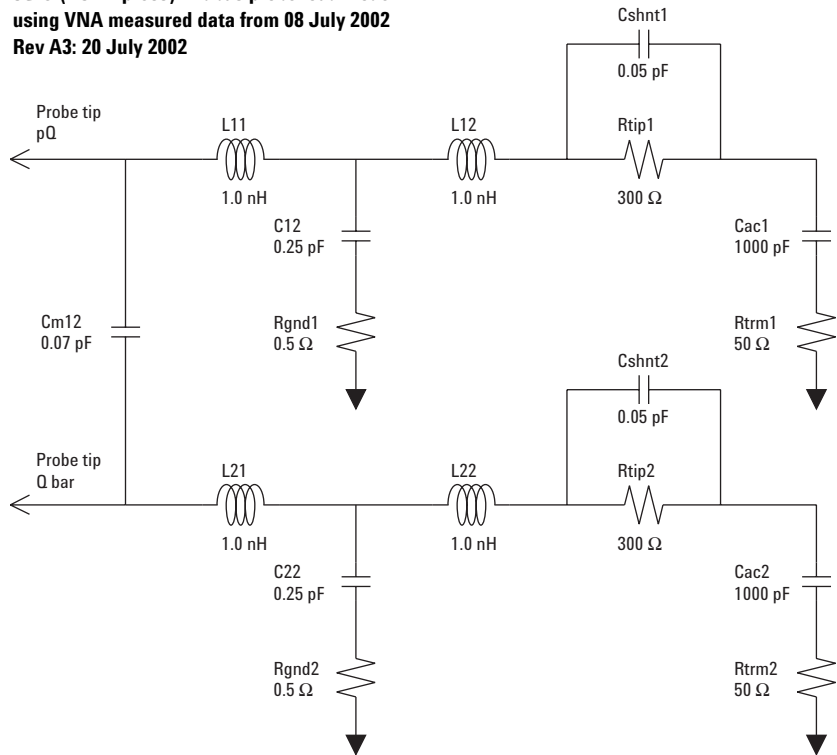 using VNA measured data from 08 July 2002
Rev A3: 20 July 2002
Cshnt1
0.05 pF
Probe tip
pQ
L11
1.0 nH
L12
1.0 nH
Rtip1
300 Ω
C12
0.25 pF
Cac1
1000 pF
Cm12
0.07 pF
Rgnd1
0.5 Ω
Rtrm1
50 Ω
Cshnt2
0.05 pF
Probe tip
Q bar
L21
1.0 nH
L22
1.0 nH
Rtip2
300 Ω
C22
0.25 pF
Cac2
1000 pF
Rgnd2
0.5 Ω
Rtrm2
50 Ω